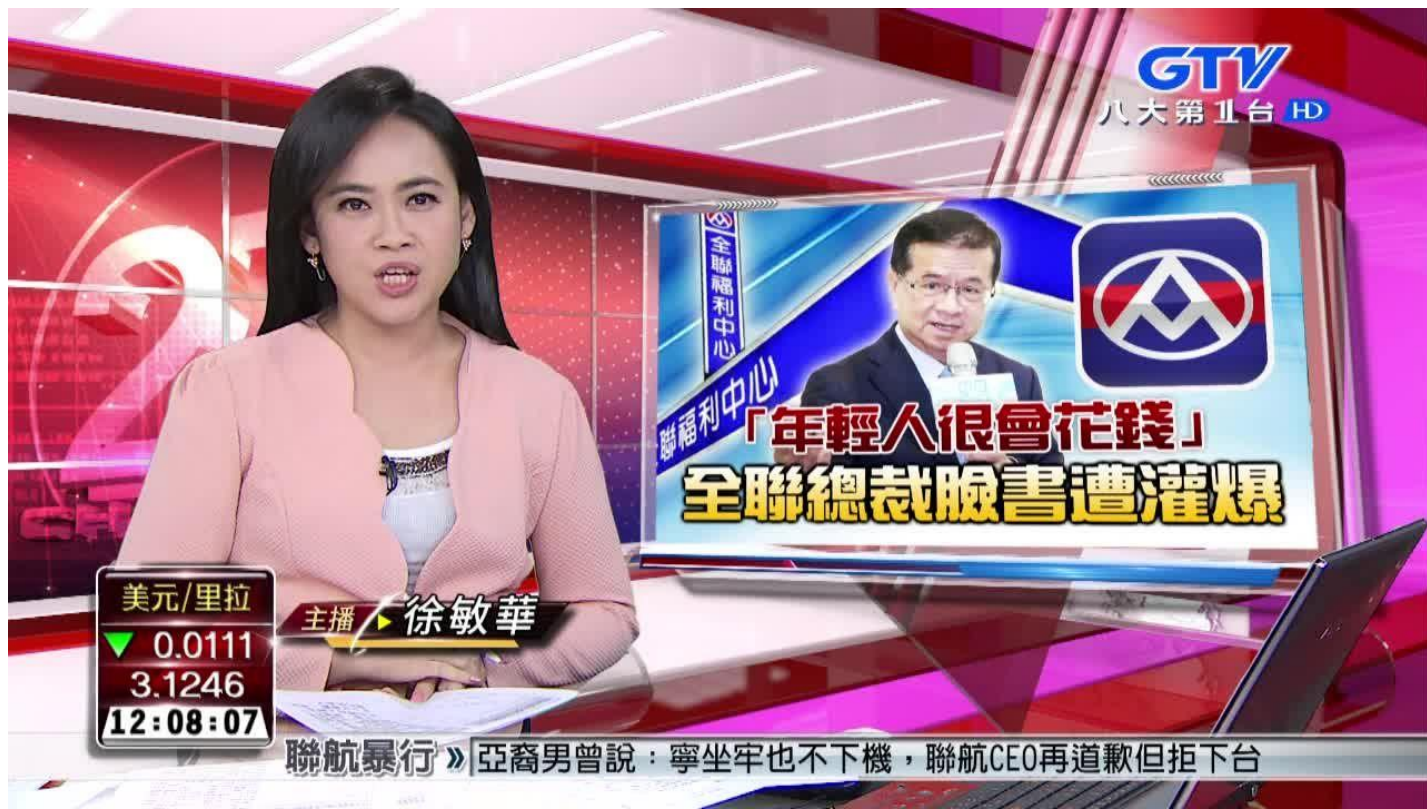 GTV
八大第1台 HD
全聯福利中心
聯福利中心
「年輕人很會花錢」
全聯總裁臉書遭灌爆
美元/里拉
▼ 0.0111
3.1246
12:08:07
主播 徐敏華
聯航暴行 » 亞裔男曾說：寧坐牢也不下機，聯航CEO再道歉但拒下台